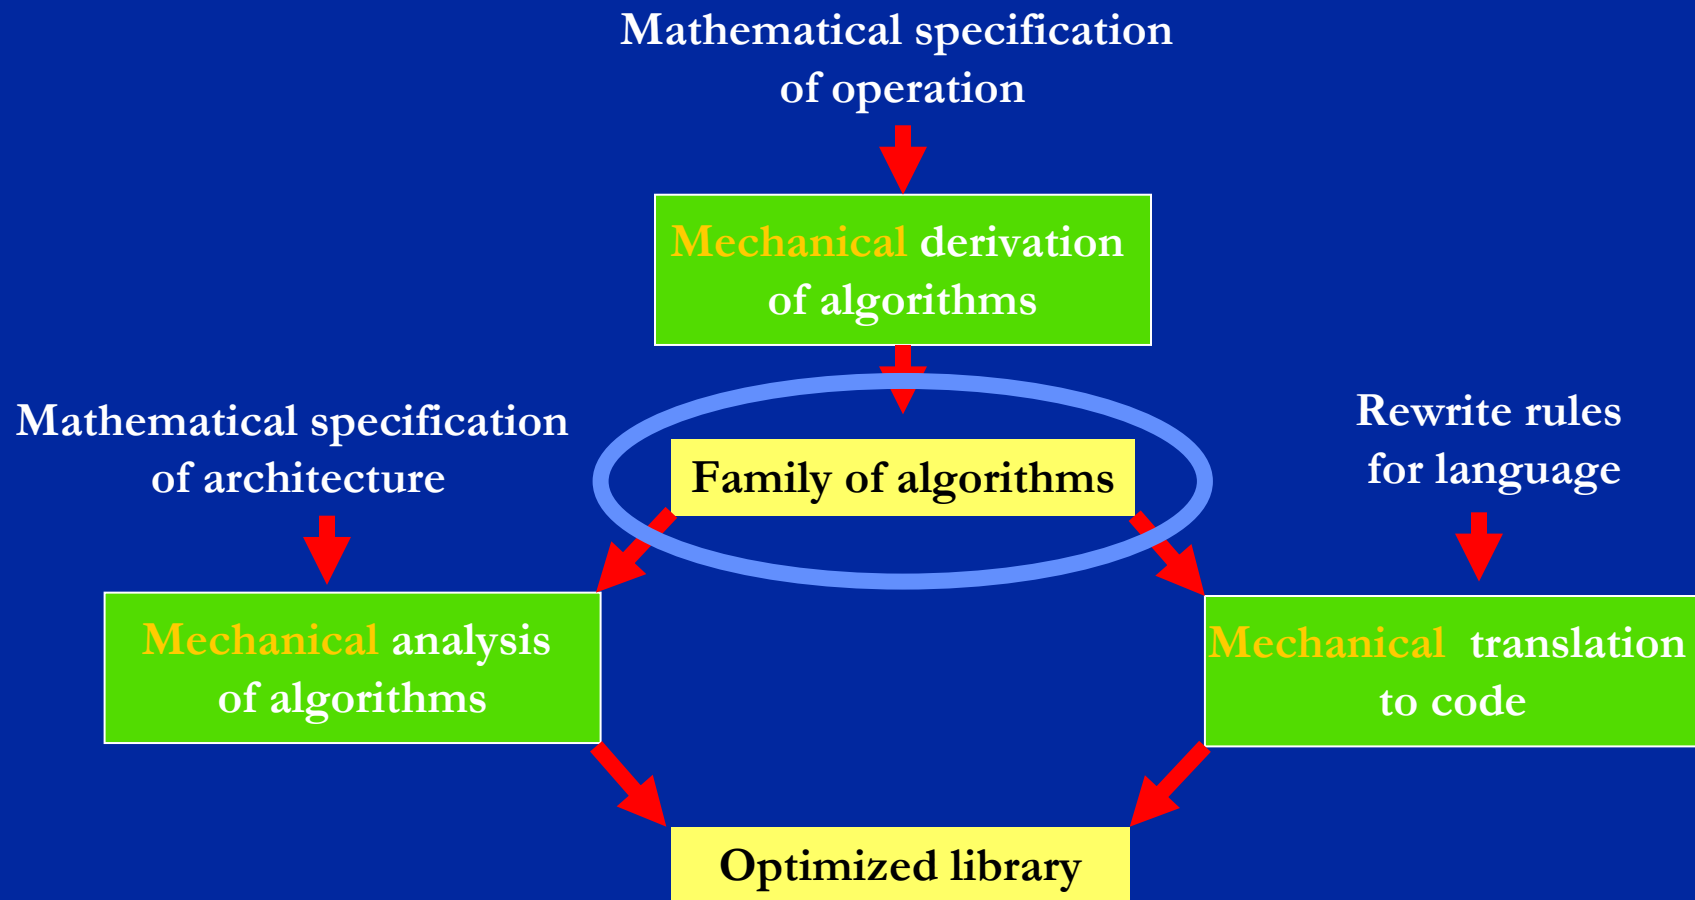 Mathematical specification
of operation
Mechanical derivation
of algorithms
Mathematical specification
of architecture
Family of algorithms
Rewrite rules
for language
Mechanical analysis
of algorithms
Mechanical translation
to code
Optimized library